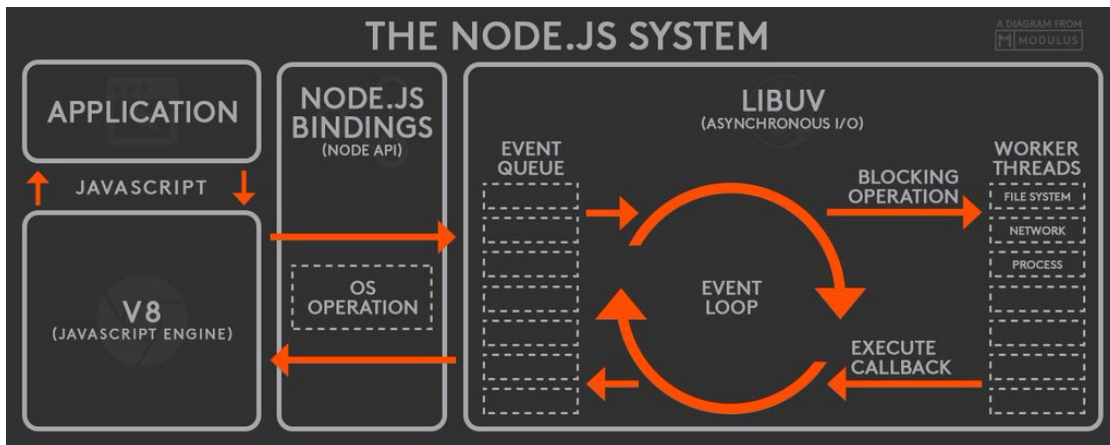 THE NODE.JS SYSTEM
A DIAGRAM FROM
MODULUS
APPLICATION
JAVASCRIPT
V8
(JAVASCRIPT ENGINE)
NODE.JS
BINDINGS
(NODE API)
OS
OPERATION
LIBUV
(ASYNCHRONOUS I/O)
EVENT
QUEUE
EVENT
LOOP
BLOCKING
OPERATION
EXECUTE
CALLBACK
WORKER
THREADS
FILE SYSTEM
NETWORK
PROCESS